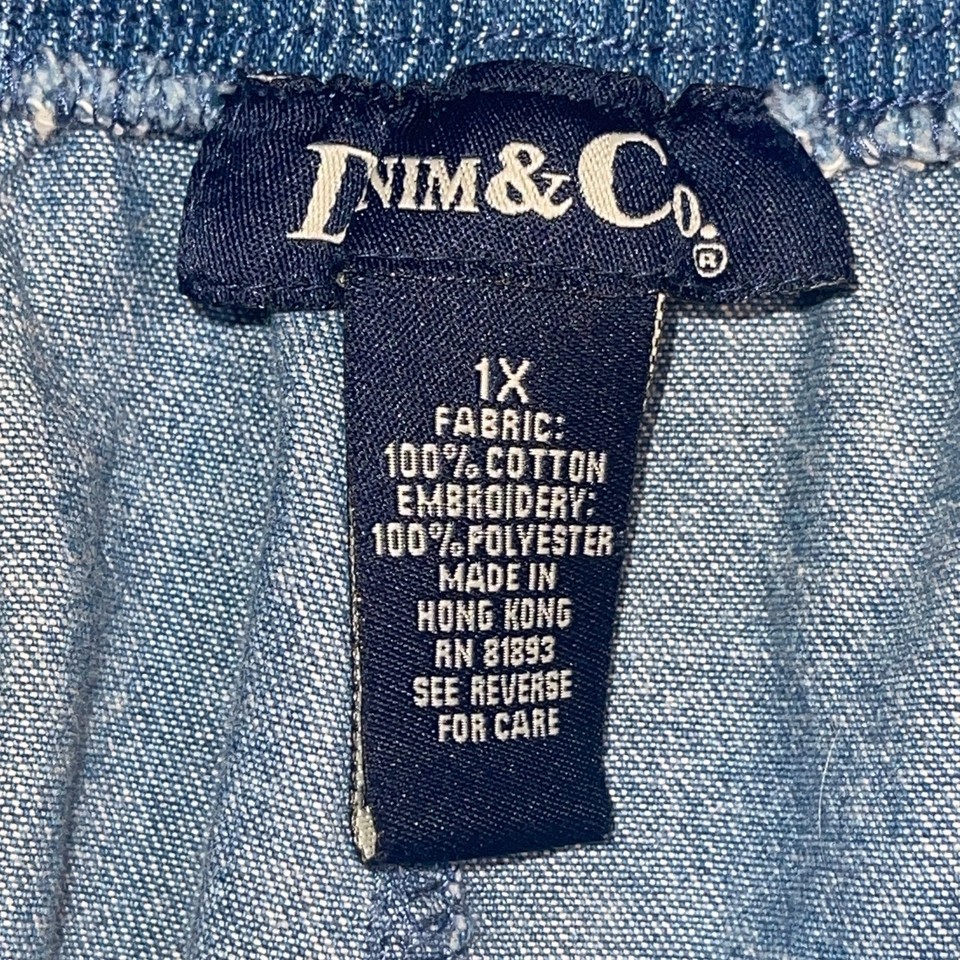 DNIM&Co.®
1X
FABRIC:
100% COTTON
EMBROIDERY:
100% POLYESTER
MADE IN
HONG KONG
RN 81893
SEE REVERSE
FOR CARE